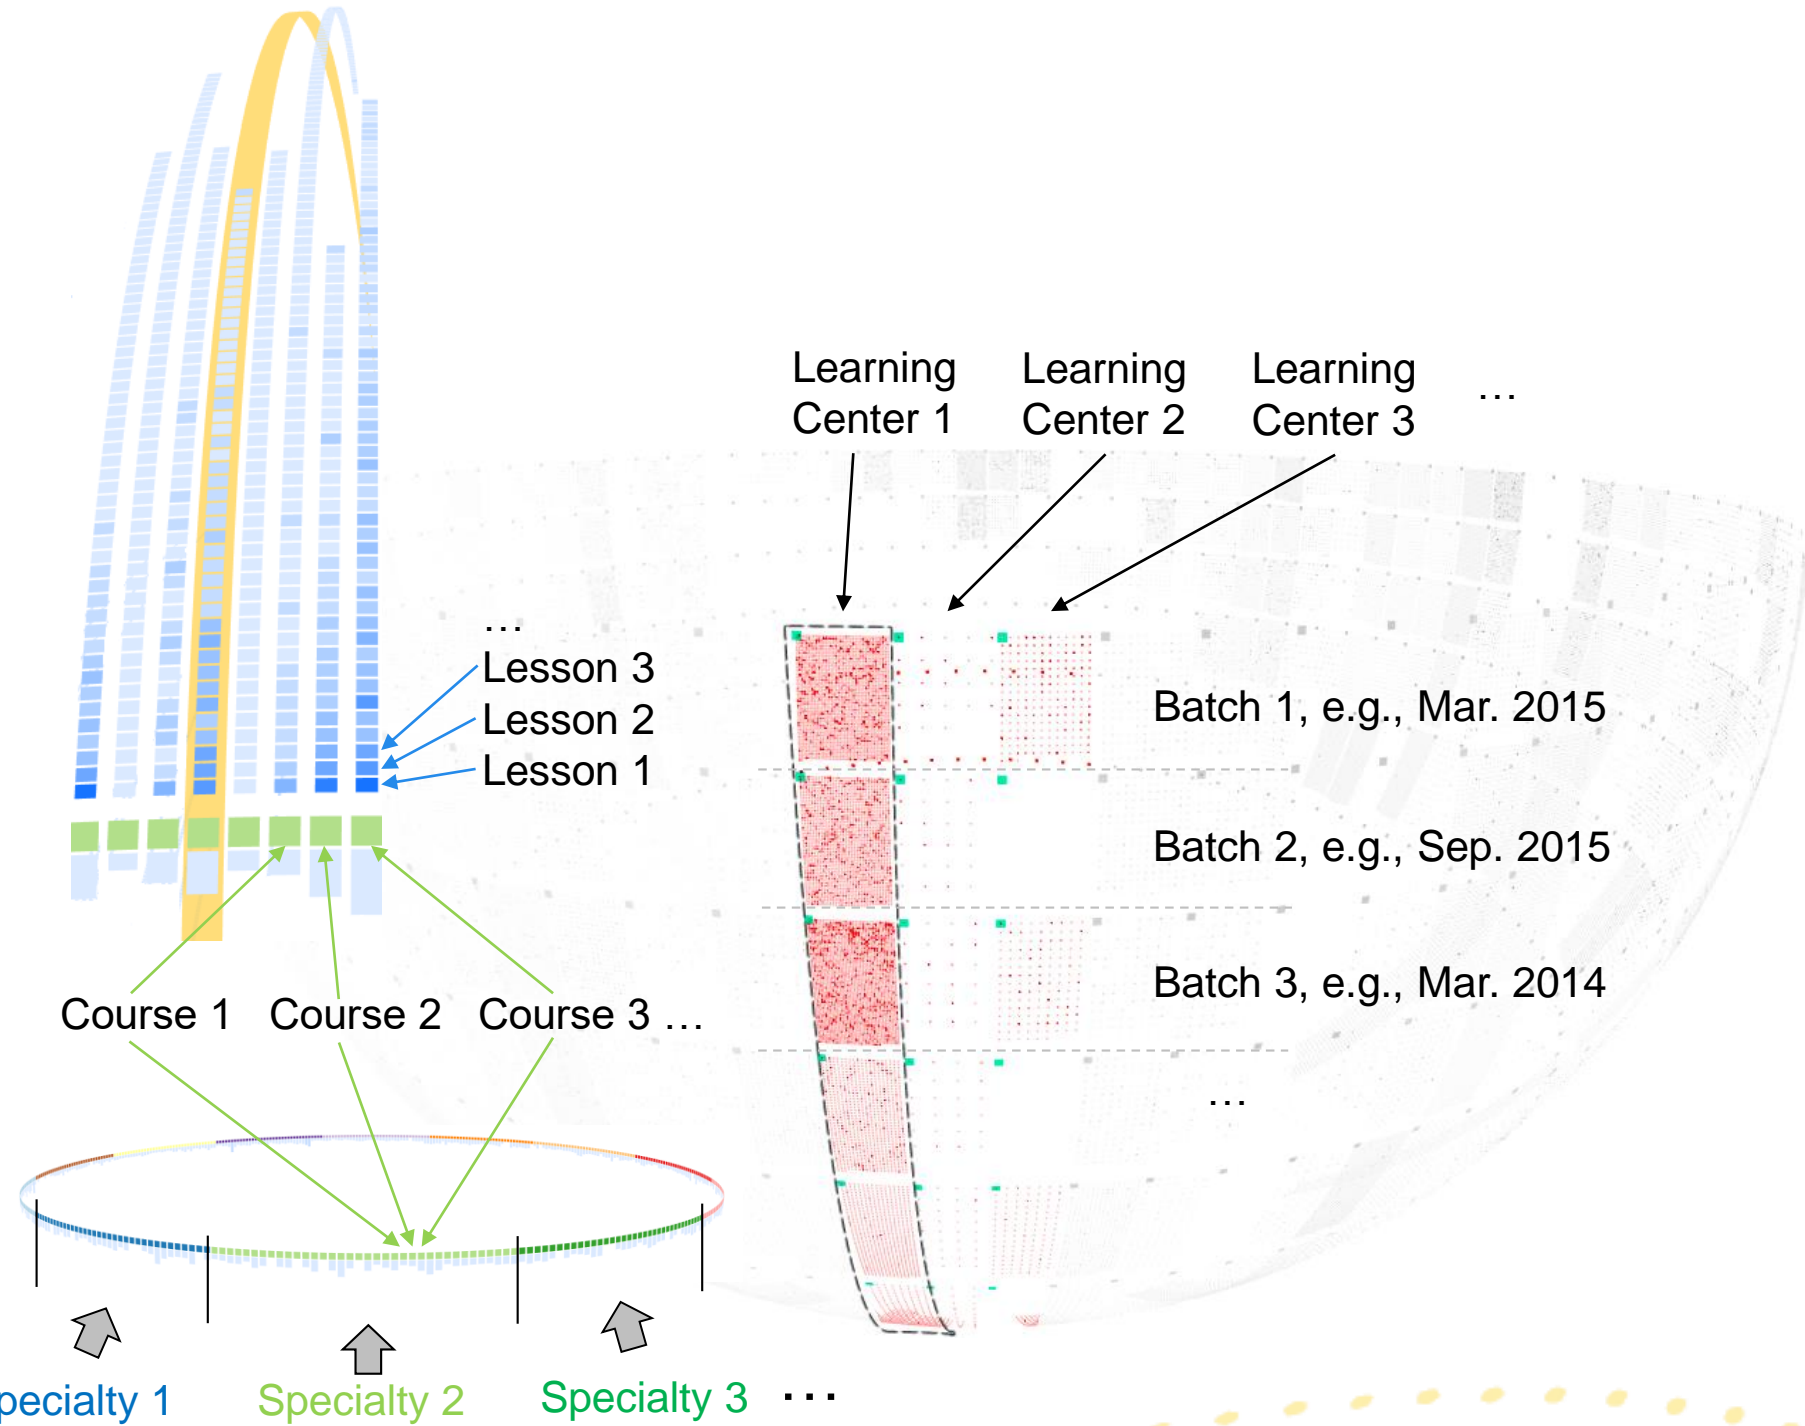 Learning
Center 1
Learning
Center 2
Learning
Center 3
…
…
Lesson 3
Lesson 2
Lesson 1
Batch 1, e.g., Mar. 2015
Batch 2, e.g., Sep. 2015
Batch 3, e.g., Mar. 2014
…
Course 1 Course 2 Course 3 …
pecialty 1 Specialty 2 Specialty 3 …